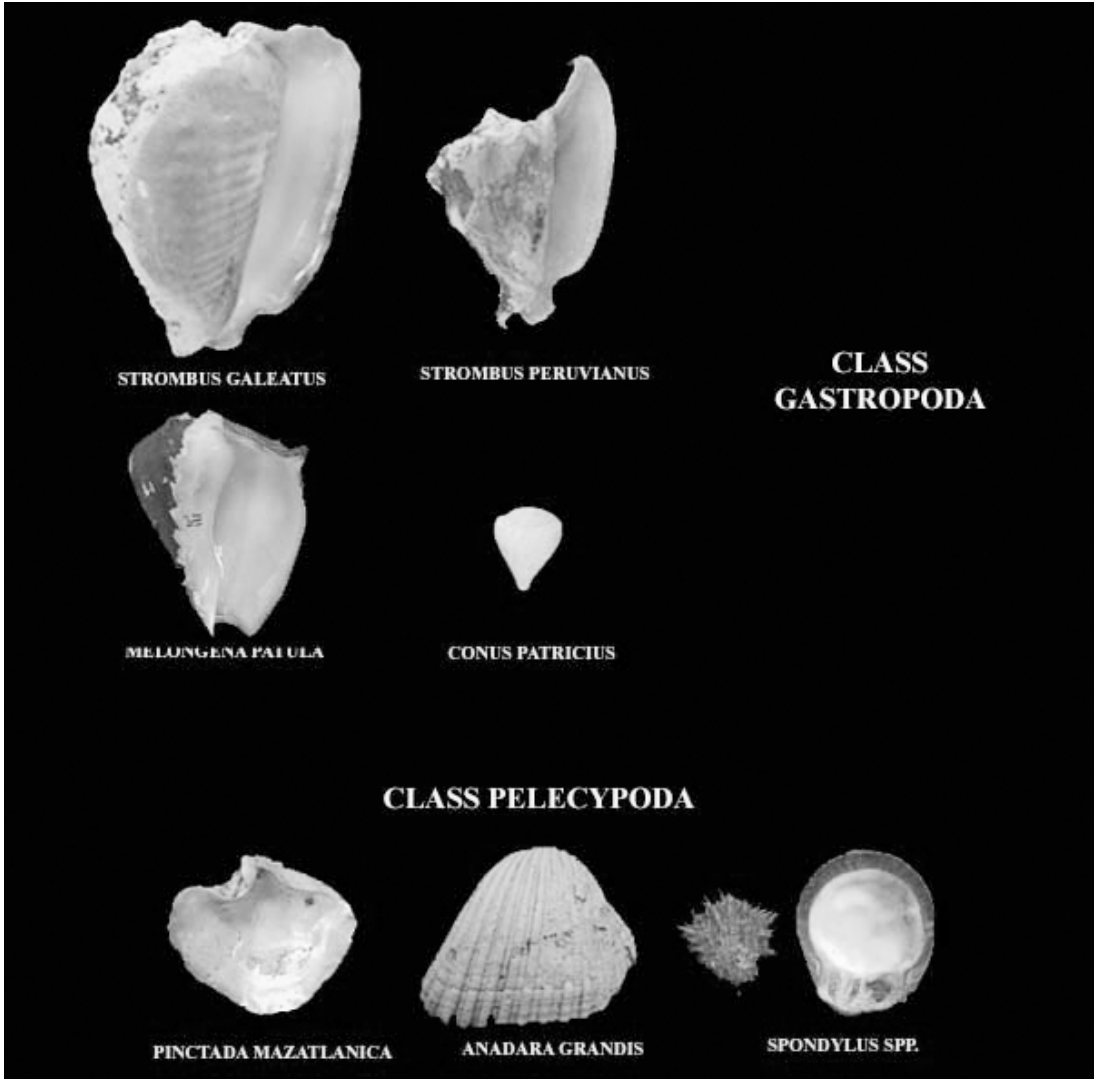 STROMBUS GALEATUS
STROMBUS PERUVIANUS
CLASS
GASTROPODA
MELONGENA PATULA
CONUS PATRICIUS
CLASS PELECYPODA
PINCTADA MAZATLANICA
ANADARA GRANDIS
SPONDYLUS SPP.